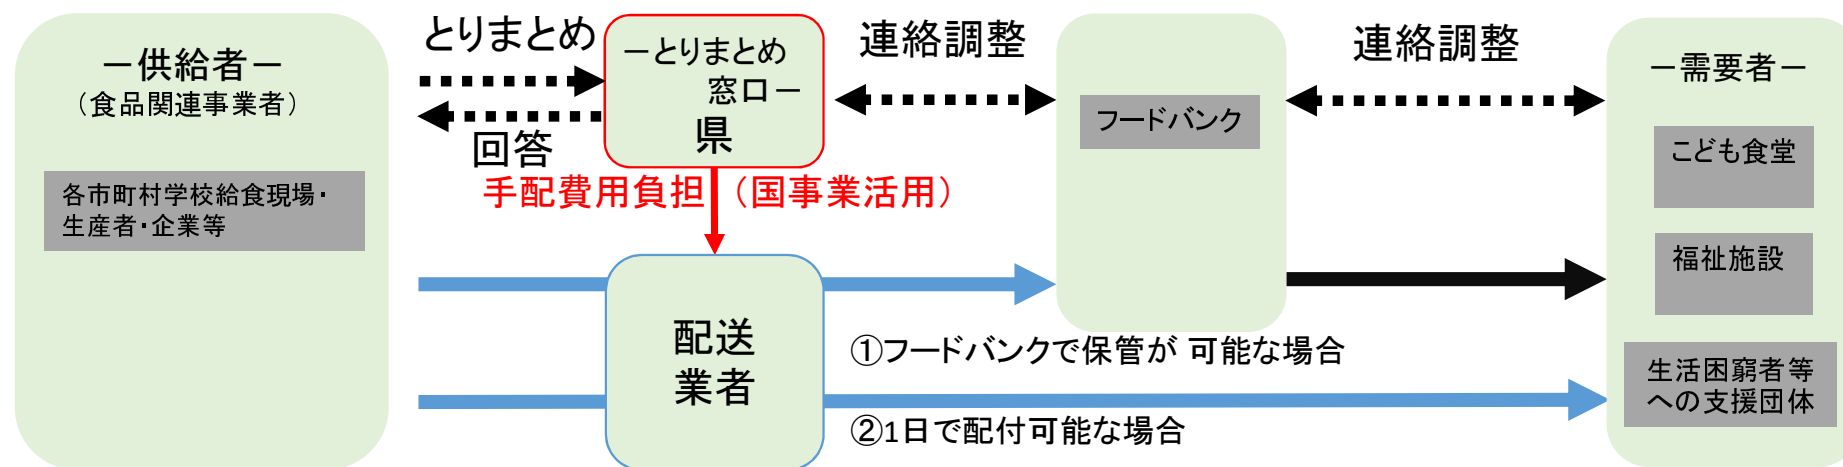 －供給者－
（食品関連事業者）
各市町村学校給食現場・
生産者・企業等
とりまとめ
回答
－とりまとめ
窓口－
県
手配費用負担（国事業活用）
配送
業者
連絡調整
フードバンク
①フードバンクで保管が 可能な場合
②1日で配付可能な場合
連絡調整
－需要者－
こども食堂
福祉施設
生活困窮者等
への支援団体